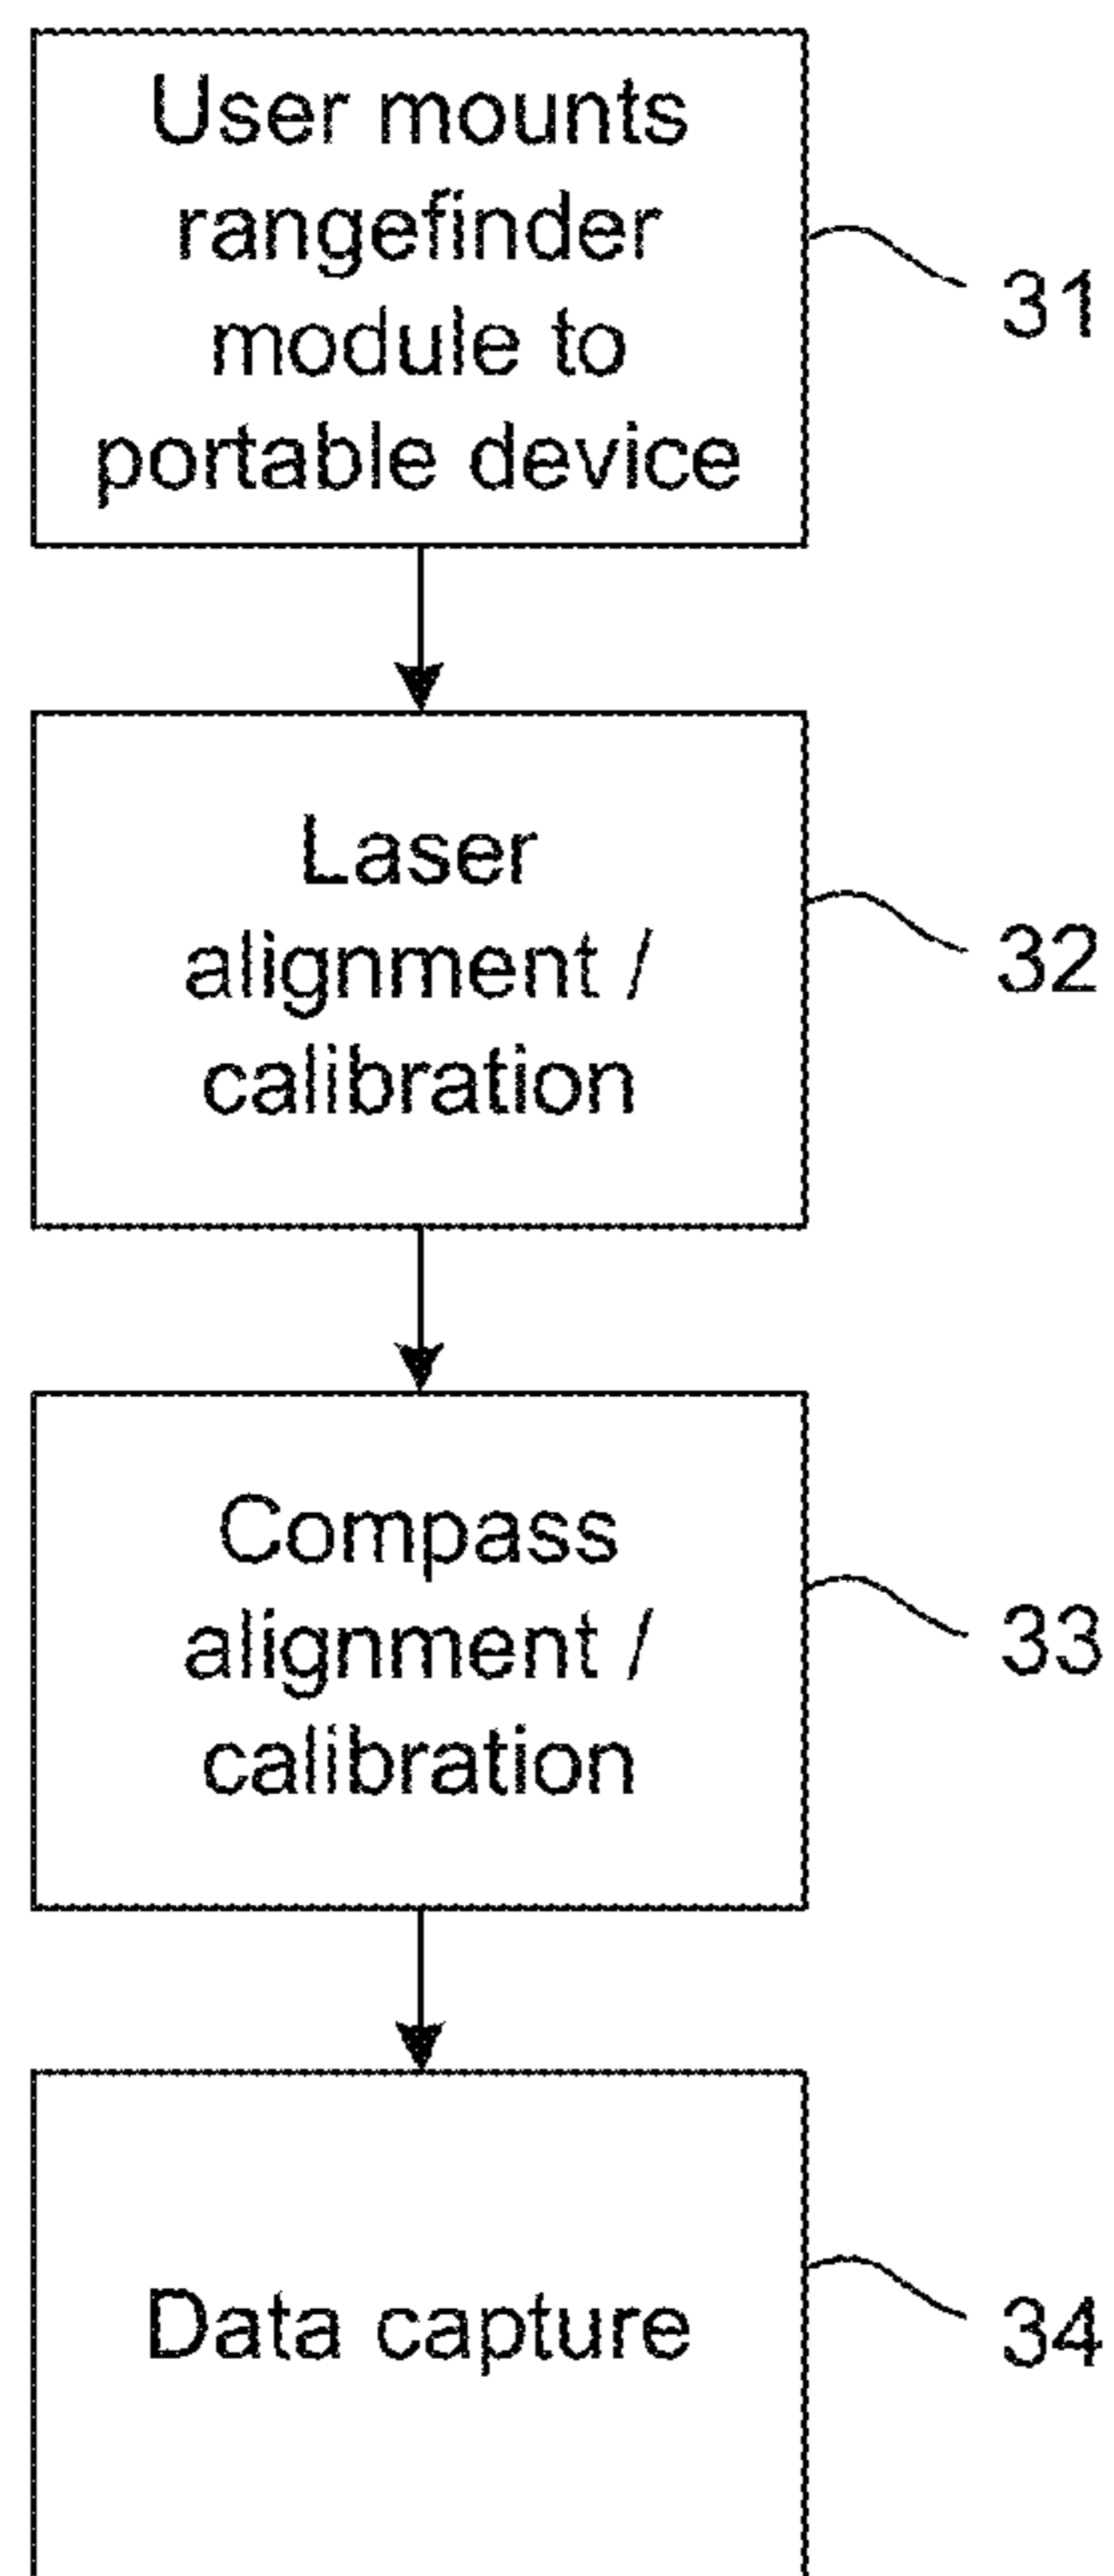 User mounts
rangefinder
module to
portable device
31
Laser
alignment /
calibration
32
Compass
alignment /
calibration
33
Data capture
34